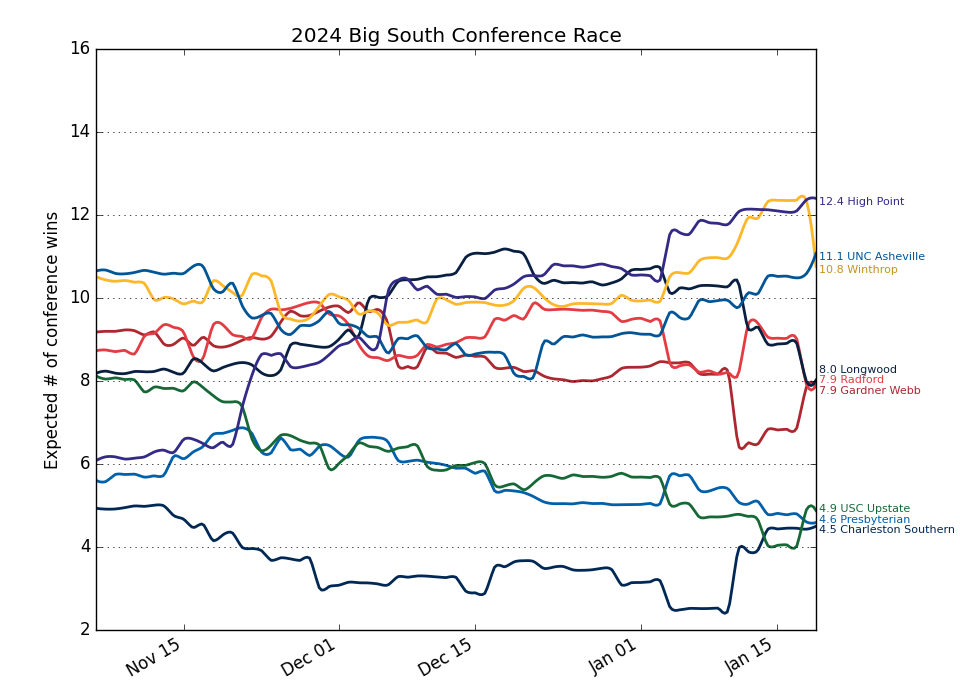 2024 Big South Conference Race
Expected # of conference wins
16
14
12
10
8
6
4
2
Nov 15
Dec 01
Dec 15
Jan 01
Jan 15
12.4 High Point
11.1 UNC Asheville
10.8 Winthrop
8.0 Longwood
7.9 Radford
7.9 Gardner Webb
4.9 USC Upstate
4.6 Presbyterian
4.5 Charleston Southern